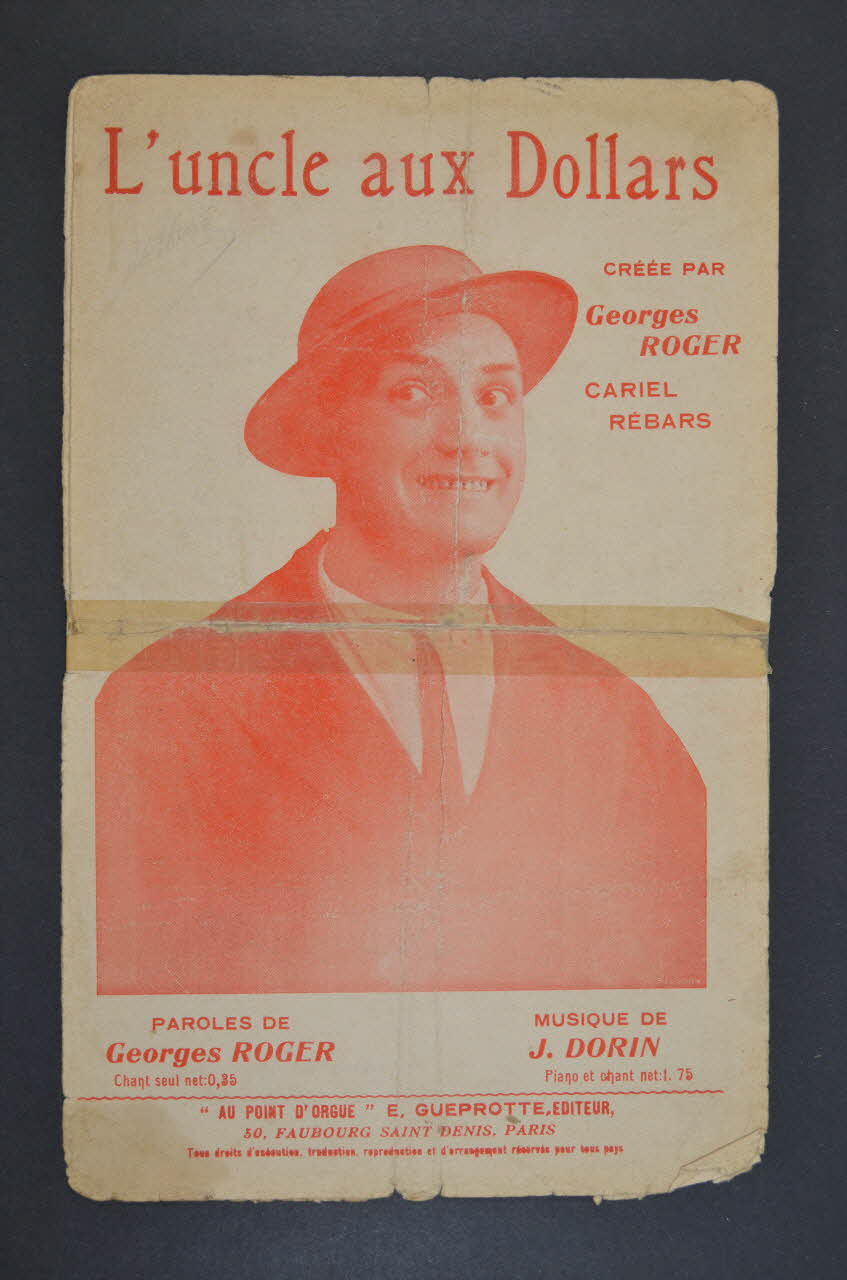 L'uncle aux Dollars
CRÉÉE PAR
Georges
ROGER
CARIEL
RÉBARS
PAROLES DE
Georges ROGER
Chant seul net:0,35
MUSIQUE DE
J. DORIN
Piano et chant net:1. 75
" AU POINT D'ORGUE " E. GUEPROTTE,EDITEUR,
50, FAUBOURG SAINT DENIS, PARIS
Tous droits d'exécution, traduction, reproduction et d'arrangement réservés pour tous pays